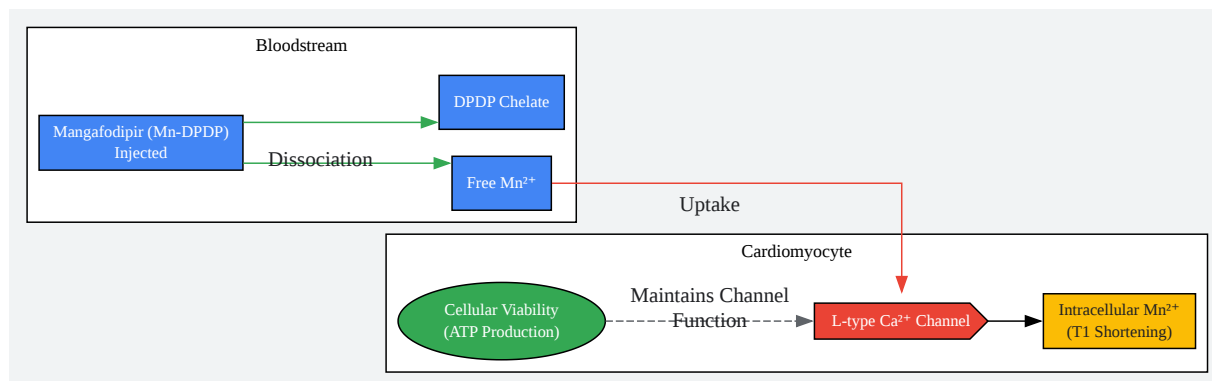 Bloodstream
DPDP Chelate
Mangafodipir (Mn-DPDP)
Injected
Dissociation
Free Mn²⁺
Uptake
Cardiomyocyte
Cellular Viability
(ATP Production)
Maintains Channel
Function
L-type Ca²⁺ Channel
Intracellular Mn²⁺
(T1 Shortening)